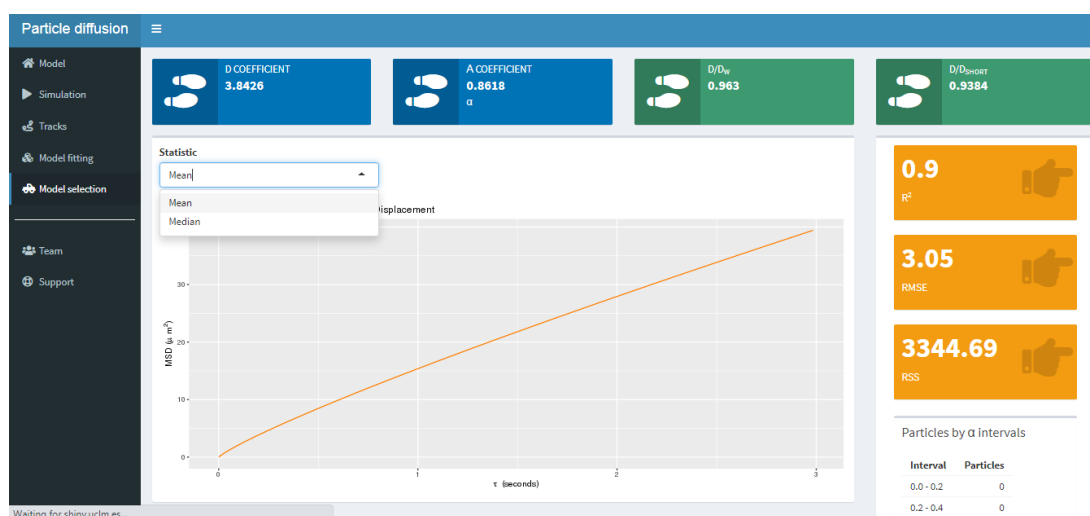 Particle diffusion
Model
Simulation
Tracks
Model fitting
Model selection
Team
Support
D COEFFICIENT
3.8426
A COEFFICIENT
0.8618
α
D/Dw
0.963
D/DSHORT
0.9384
Statistic
Mean
Mean
Median
Displacement
30
20
10
0
MSD (μ m²)
0 1 2 3
τ (seconds)
0.9
R²
3.05
RMSE
3344.69
RSS
Particles by α intervals
Interval Particles
0.0 - 0.2 0
0.2 - 0.4 0
Waiting for shiny.uclm.es